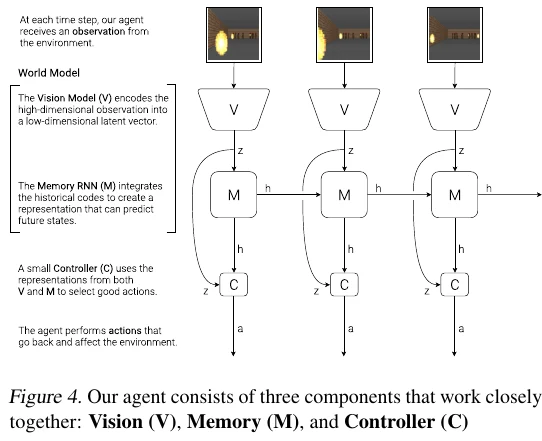 At each time step, our agent
receives an observation from
the environment.
World Model
The Vision Model (V) encodes the
high-dimensional observation into
a low-dimensional latent vector.
The Memory RNN (M) integrates
the historical codes to create a
representation that can predict
future states.
A small Controller (C) uses the
representations from both
V and M to select good actions.
The agent performs actions that
go back and affect the environment.
V V V
z z z
M h M h M h
h h h
z C z C z C
a a a
Figure 4. Our agent consists of three components that work closely
together: Vision (V), Memory (M), and Controller (C)